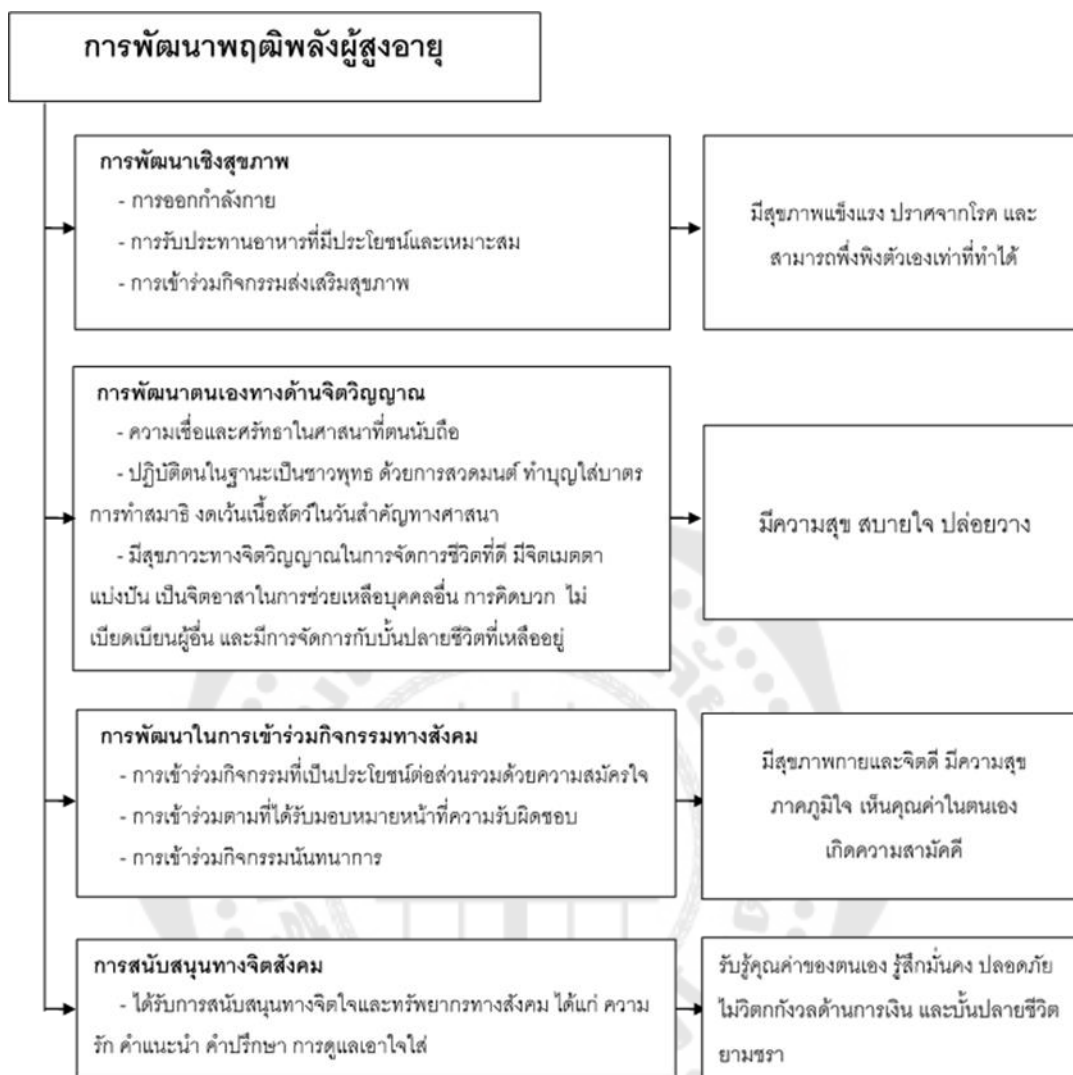 การพัฒนาพฤฒิพลังผู้สูงอายุ
การพัฒนาเชิงสุขภาพ
- การออกกำลังกาย
- การรับประทานอาหารที่มีประโยชน์และเหมาะสม
- การเข้าร่วมกิจกรรมส่งเสริมสุขภาพ
มีสุขภาพแข็งแรง ปราศจากโรค และ
สามารถพึ่งพิงตัวเองเท่าที่ทำได้
การพัฒนาตนเองทางด้านจิตวิญญาณ
- ความเชื่อและศรัทธาในศาสนาที่ตนนับถือ
- ปฏิบัติตนในฐานะเป็นชาวพุทธ ด้วยการสวดมนต์ ทำบุญใส่บาตร
การทำสมาธิ งดเว้นเนื้อสัตว์ในวันสำคัญทางศาสนา
- มีสุขภาวะทางจิตวิญญาณในการจัดการชีวิตที่ดี มีจิตเมตตา
แบ่งปัน เป็นจิตอาสาในการช่วยเหลือบุคคลอื่น การคิดบวก ไม่
เบียดเบียนผู้อื่น และมีการจัดการกับบั้นปลายชีวิตที่เหลืออยู่
มีความสุข สบายใจ ปล่อยวาง
การพัฒนาในการเข้าร่วมกิจกรรมทางสังคม
- การเข้าร่วมกิจกรรมที่เป็นประโยชน์ต่อส่วนรวมด้วยความสมัครใจ
- การเข้าร่วมตามที่ได้รับมอบหมายหน้าที่ความรับผิดชอบ
- การเข้าร่วมกิจกรรมนันทนาการ
มีสุขภาพกายและจิตดี มีความสุข
ภาคภูมิใจ เห็นคุณค่าในตนเอง
เกิดความสามัคคี
การสนับสนุนทางจิตสังคม
- ได้รับการสนับสนุนทางจิตใจและทรัพยากรทางสังคม ได้แก่ ความ
รัก คำแนะนำ คำปรึกษา การดูแลเอาใจใส่
รับรู้คุณค่าของตนเอง รู้สึกมั่นคง ปลอดภัย
ไม่วิตกกังวลด้านการเงิน และบั้นปลายชีวิต
ยามชรา